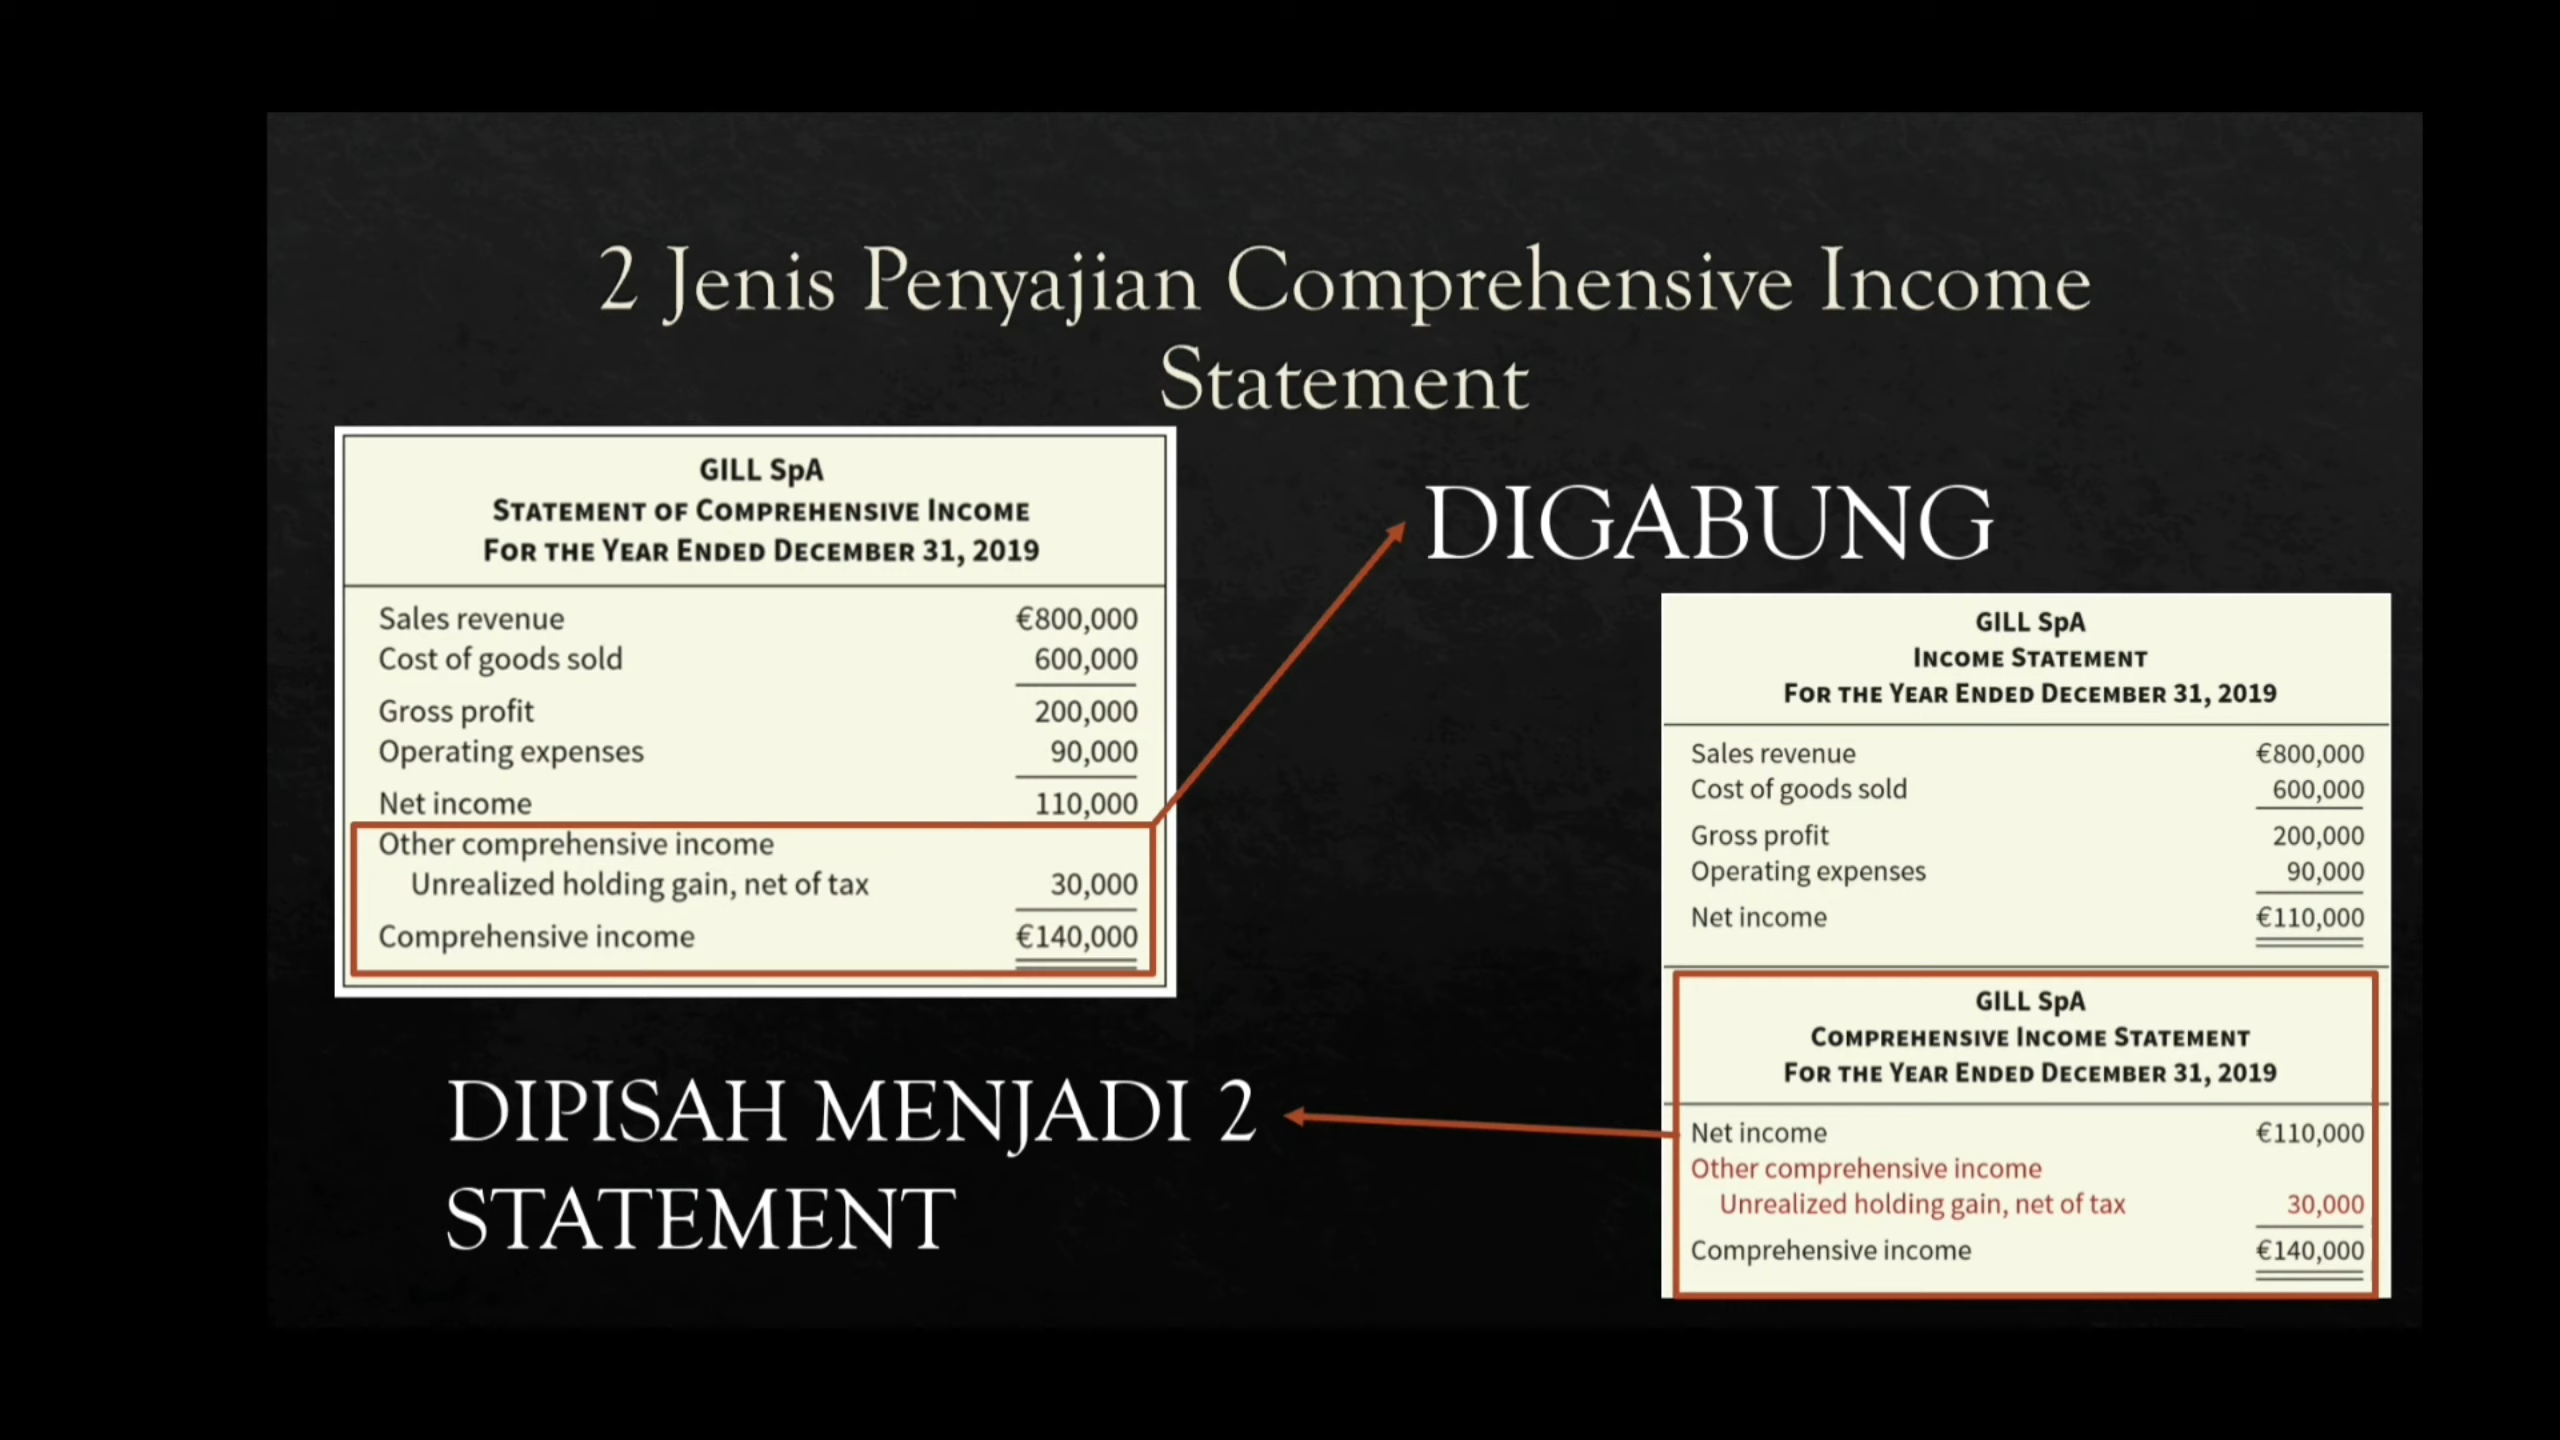 2 Jenis Penyajian Comprehensive Income
Statement
GILL SpA
STATEMENT OF COMPREHENSIVE INCOME
FOR THE YEAR ENDED DECEMBER 31, 2019
Sales revenue €800,000
Cost of goods sold 600,000
Gross profit 200,000
Operating expenses 90,000
Net income 110,000
Other comprehensive income
Unrealized holding gain, net of tax 30,000
Comprehensive income €140,000
DIGABUNG
GILL SpA
INCOME STATEMENT
FOR THE YEAR ENDED DECEMBER 31, 2019
Sales revenue €800,000
Cost of goods sold 600,000
Gross profit 200,000
Operating expenses 90,000
Net income €110,000
GILL SpA
COMPREHENSIVE INCOME STATEMENT
FOR THE YEAR ENDED DECEMBER 31, 2019
Net income €110,000
Other comprehensive income
Unrealized holding gain, net of tax 30,000
Comprehensive income €140,000
DIPISAH MENJADI 2
STATEMENT